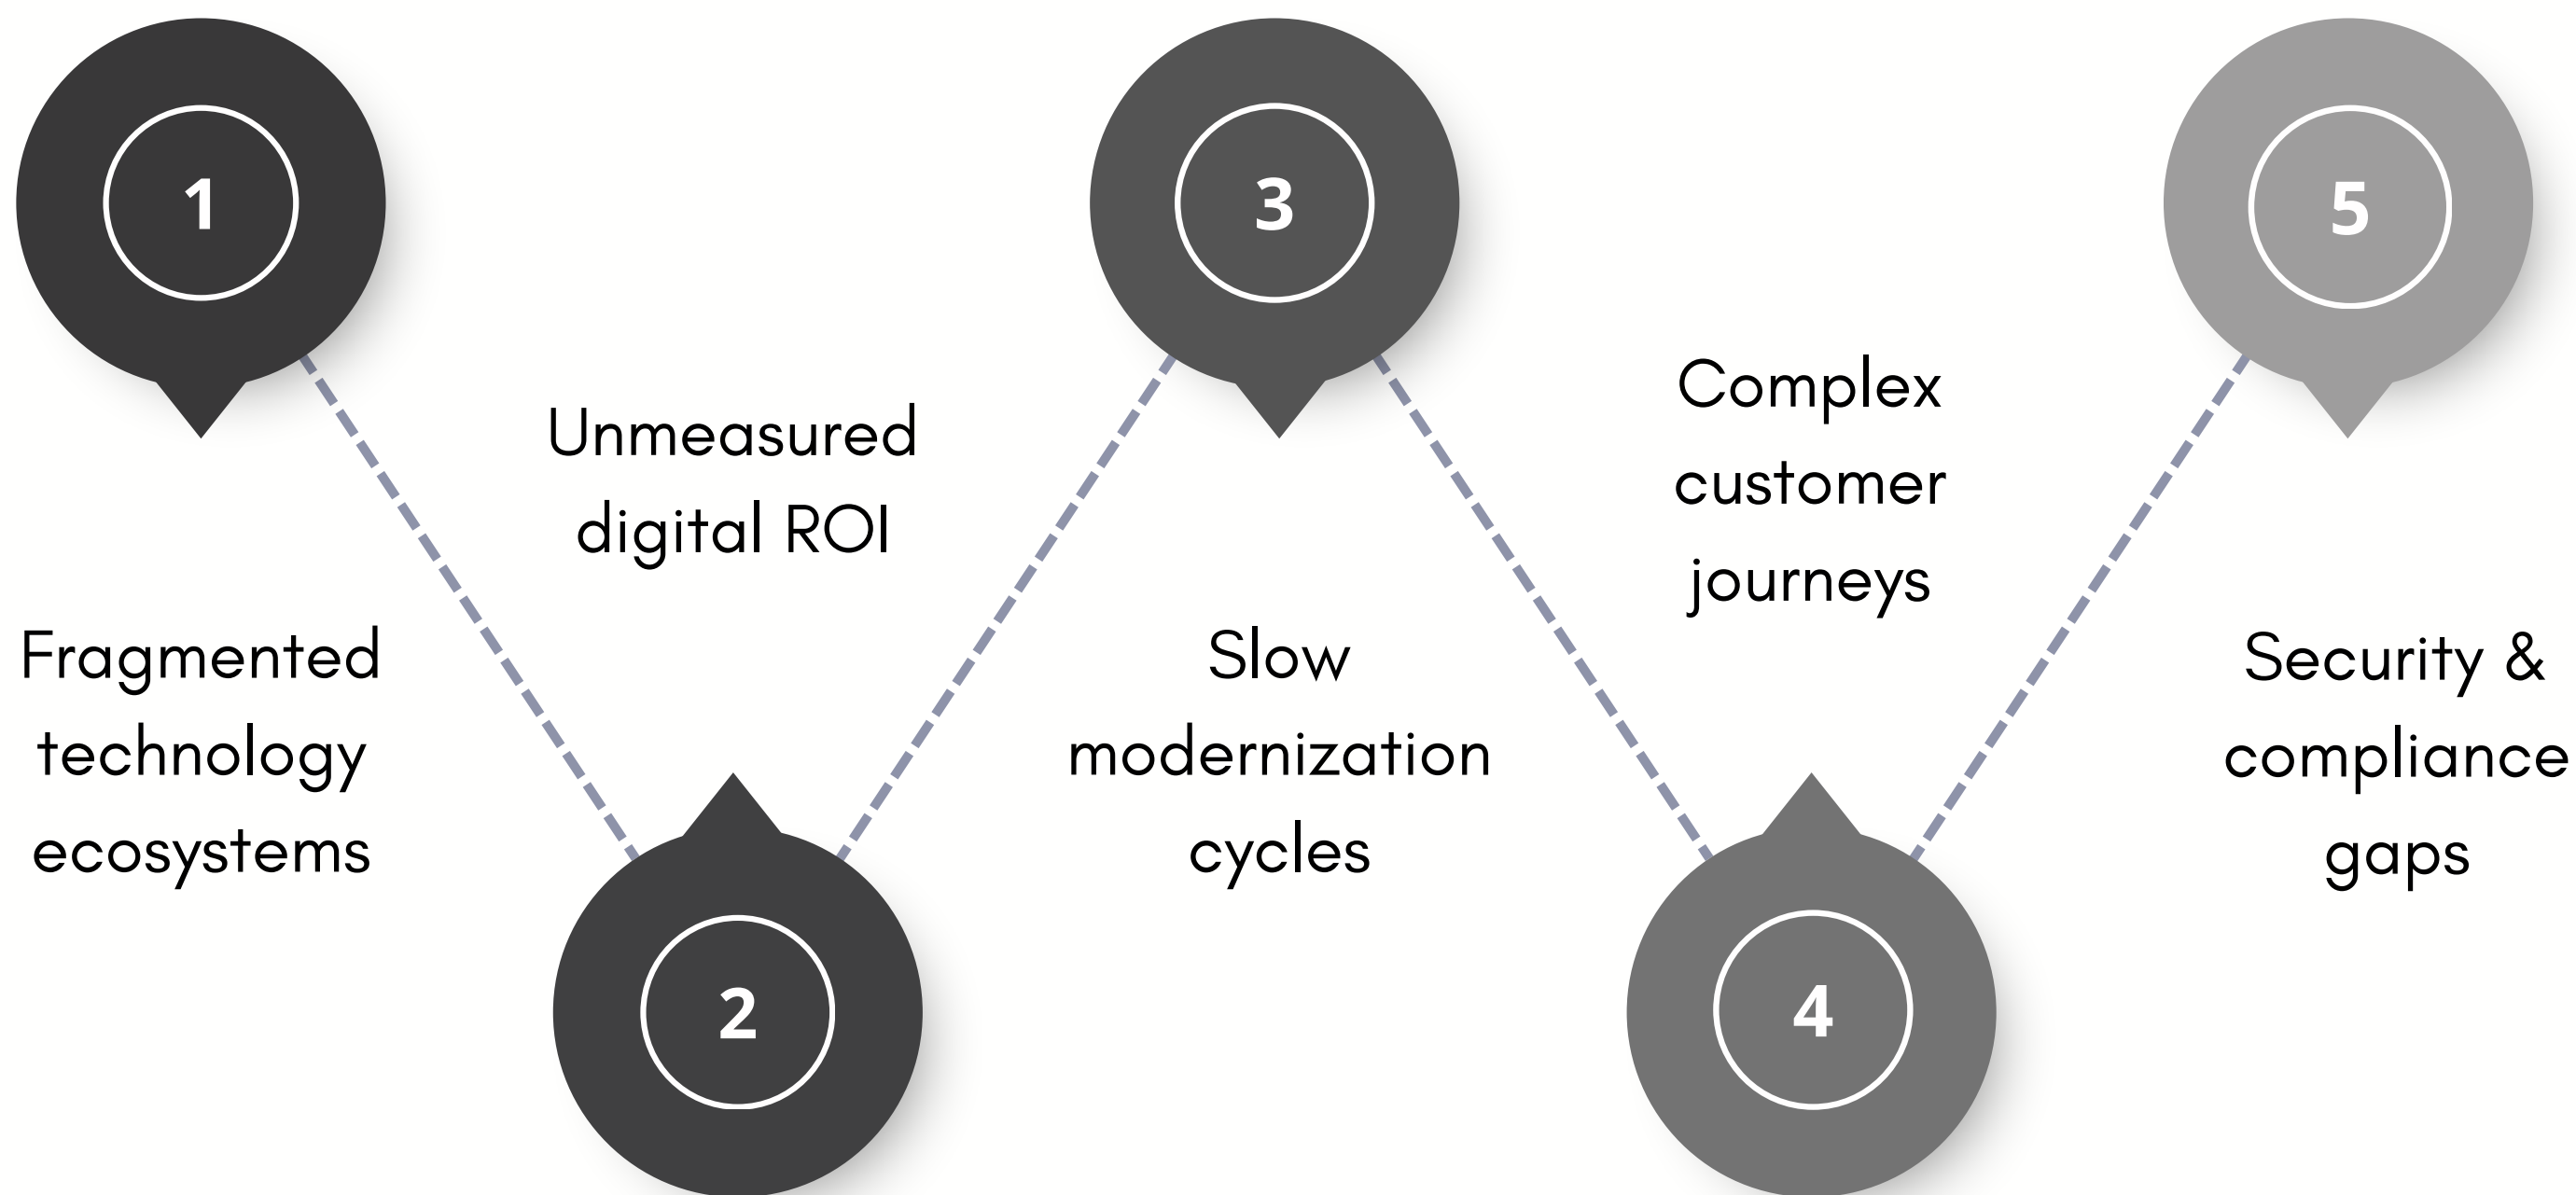 1
Fragmented
technology
ecosystems
2
Unmeasured
digital ROI
3
Slow
modernization
cycles
4
Complex
customer
journeys
5
Security &
compliance
gaps